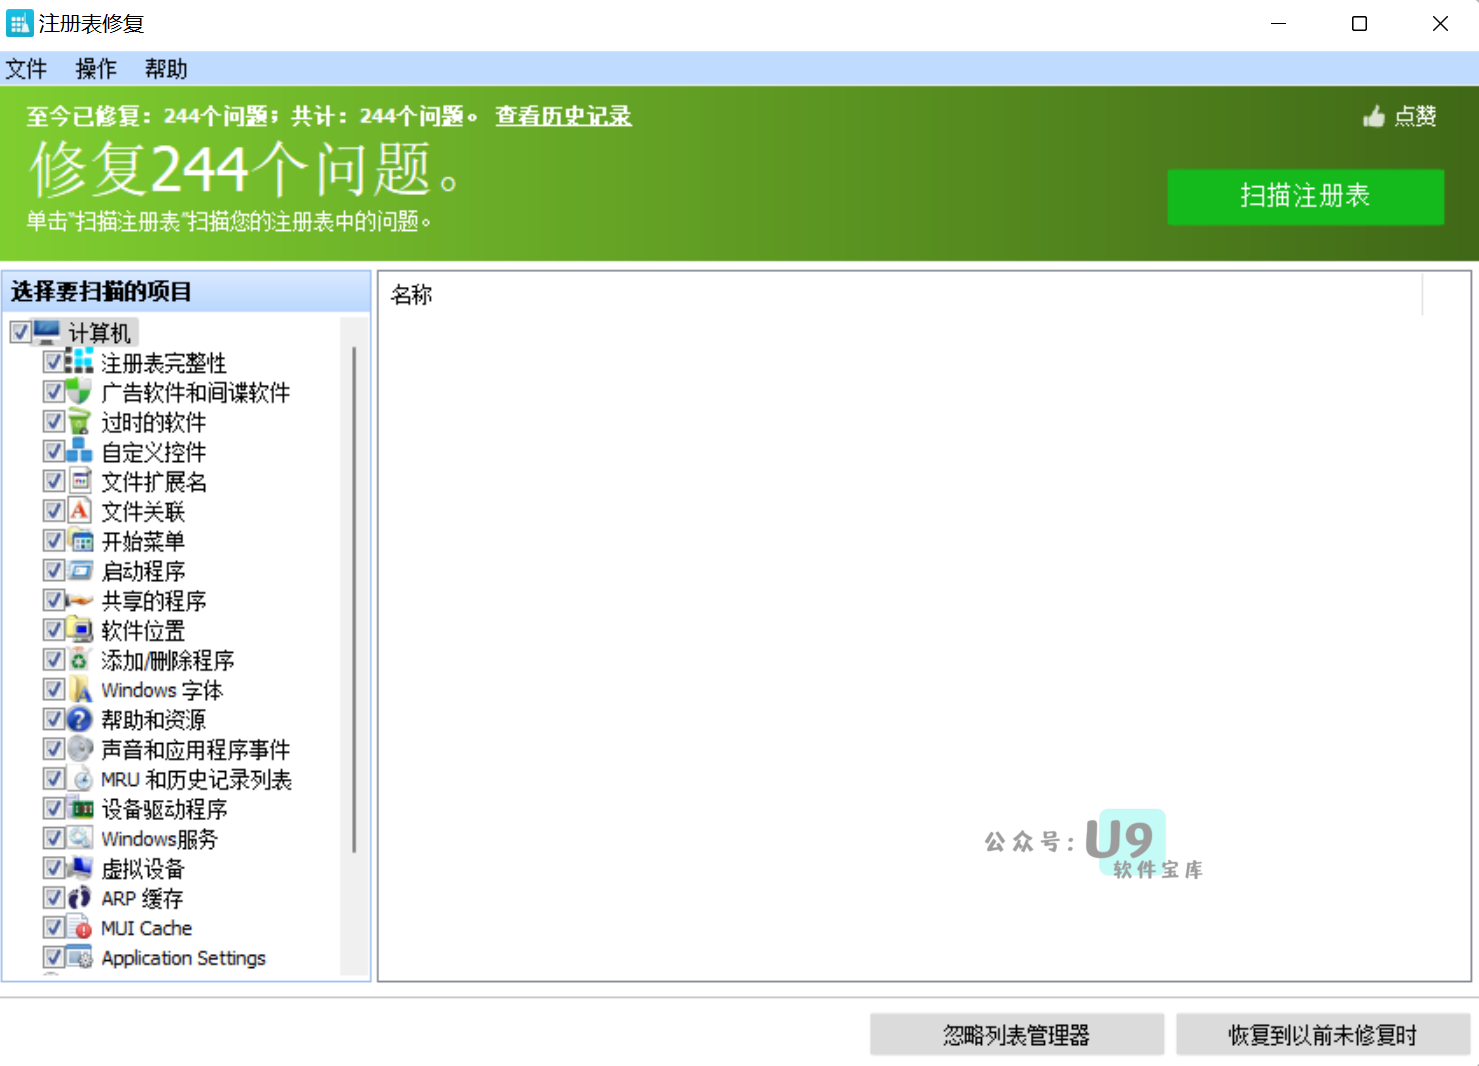 注册表修复
文件 操作 帮助
至今已修复：244个问题；共计：244个问题。 查看历史记录
点赞
修复244个问题。
扫描注册表
单击"扫描注册表"扫描您的注册表中的问题。
选择要扫描的项目
名称
计算机
注册表完整性
广告软件和间谍软件
过时的软件
自定义控件
文件扩展名
文件关联
开始菜单
启动程序
共享的程序
软件位置
添加/删除程序
Windows 字体
帮助和资源
声音和应用程序事件
MRU 和历史记录列表
设备驱动程序
Windows服务
虚拟设备
ARP 缓存
MUI Cache
Application Settings
公众号：U9
软件宝库
忽略列表管理器
恢复到以前未修复时